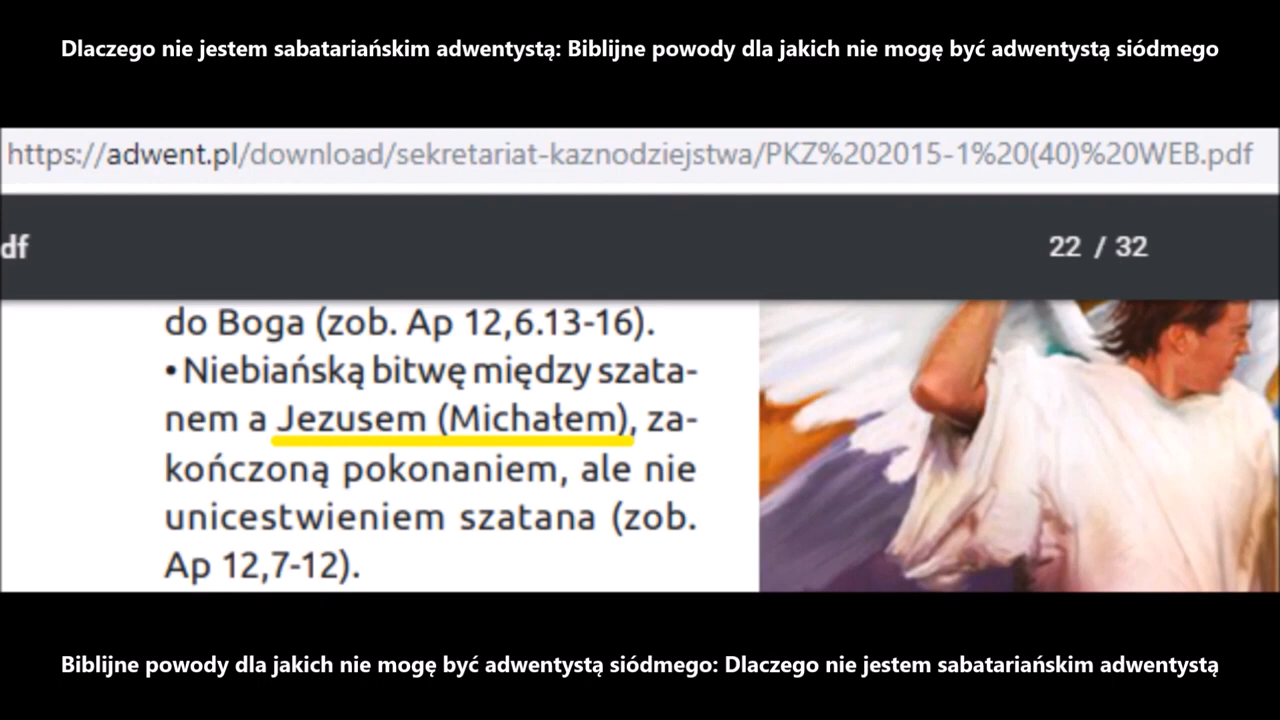 Dlaczego nie jestem sabatariańskim adwentystą: Biblijne powody dla jakich nie mogę być adwentystą siódmego
https://adwent.pl/download/sekretariat-kaznodziejstwa/PKZ%202015-1%20(40)%20WEB.pdf
df 22 / 32
do Boga (zob. Ap 12,6.13-16).
• Niebiańską bitwę między szata-
nem a Jezusem (Michałem), za-
kończoną pokonaniem, ale nie
unicestwieniem szatana (zob.
Ap 12,7-12).
Biblijne powody dla jakich nie mogę być adwentystą siódmego: Dlaczego nie jestem sabatariańskim adwentystą